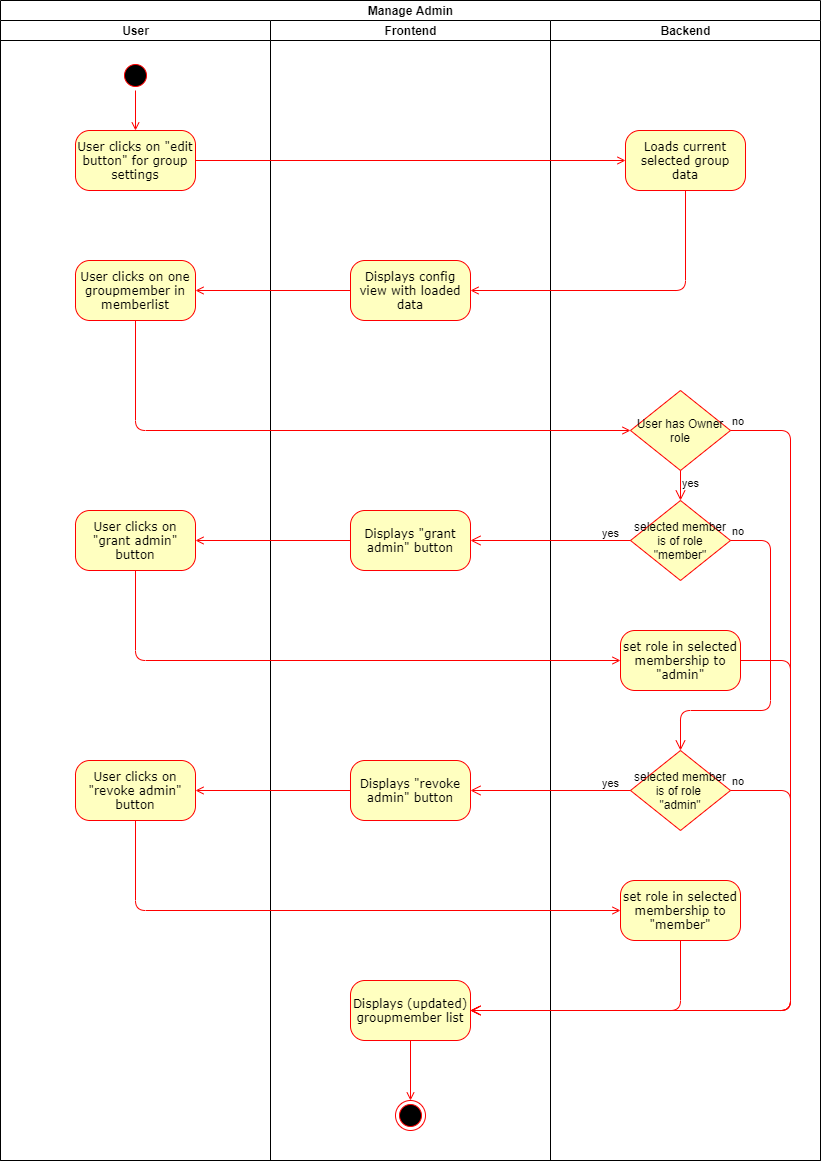 Manage Admin
User
Frontend
Backend
User clicks on "edit
button" for group
settings
Loads current
selected group
data
User clicks on one
groupmember in
memberlist
Displays config
view with loaded
data
User has Owner
role
no
yes
User clicks on
"grant admin"
button
Displays "grant
admin" button
yes
selected member
is of role
"member"
no
set role in selected
membership to
"admin"
User clicks on
"revoke admin"
button
Displays "revoke
admin" button
yes
selected member
is of role
"admin"
no
set role in selected
membership to
"member"
Displays (updated)
groupmember list